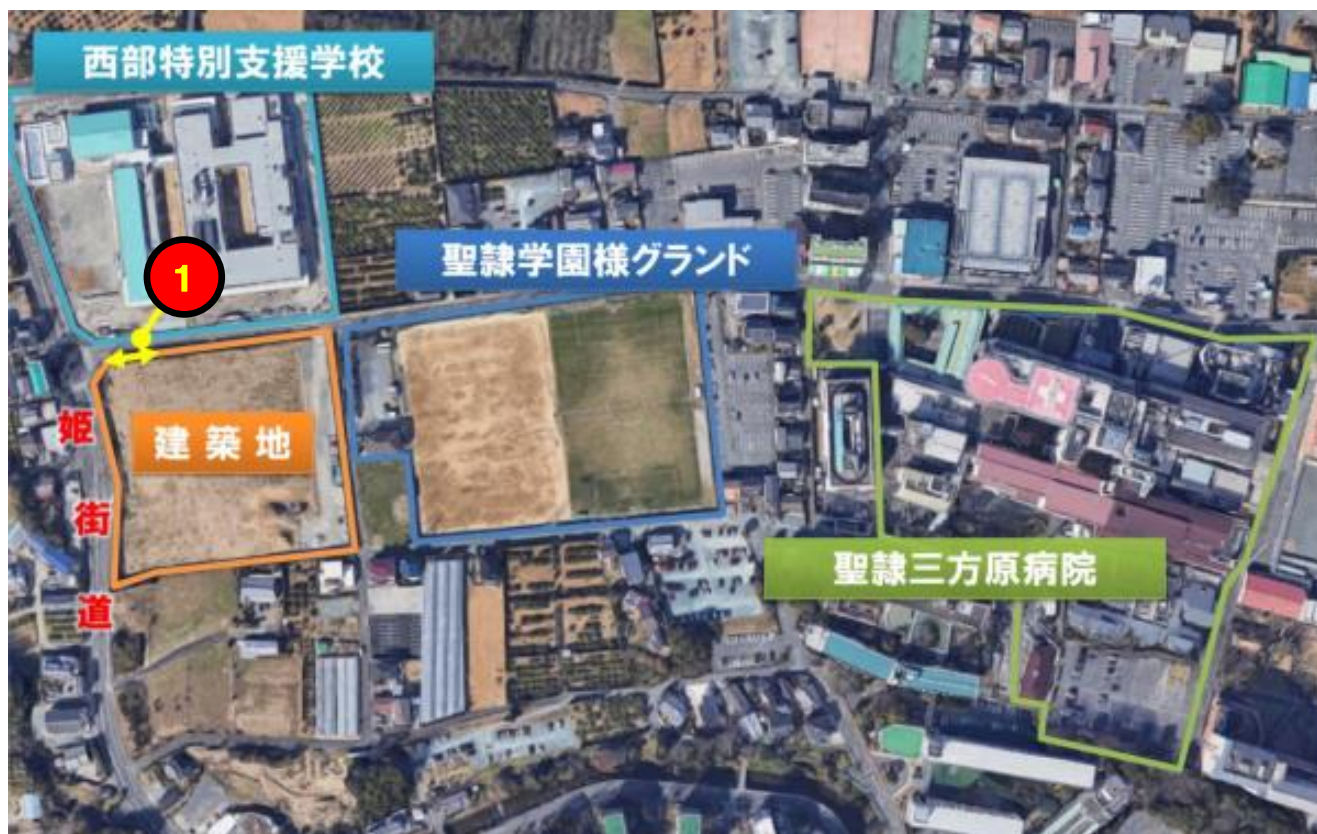 西部特別支援学校
1
聖隷学園様グランド
建築地
姫街道
聖隷三方原病院